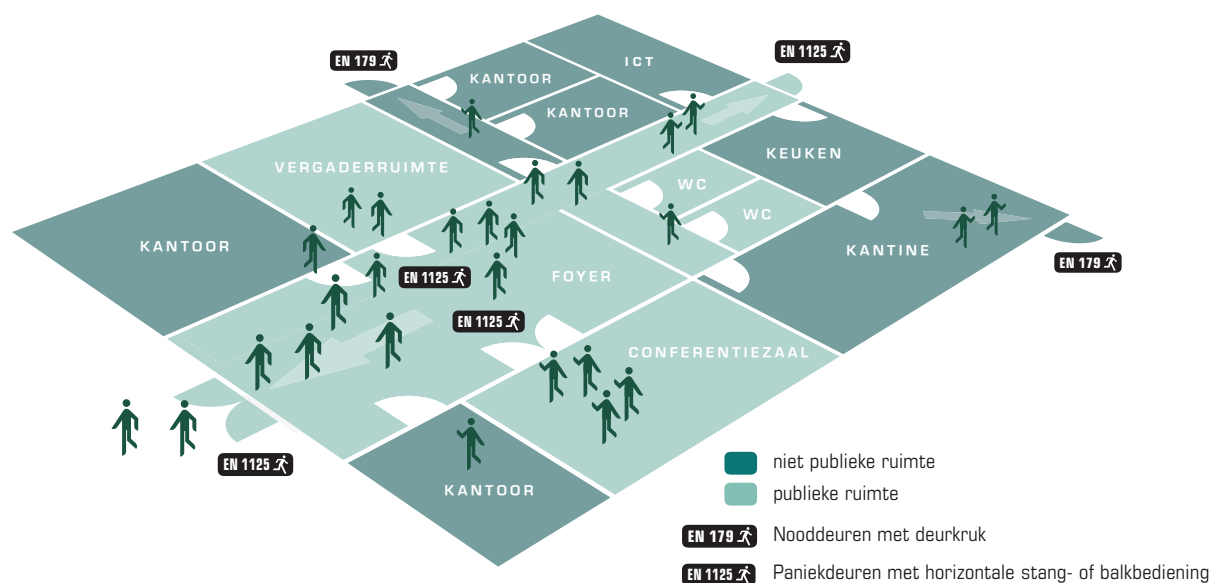 EN 1125
EN 179
ICT
KANTOOR
KANTOOR
KEUKEN
VERGADERRUIMTE
WC
WC
KANTOOR
KANTINE
EN 179
EN 1125
FOYER
EN 1125
CONFERENTIEZAAL
EN 1125
KANTOOR
niet publieke ruimte
publieke ruimte
EN 179 Nooddeuren met deurkruk
EN 1125 Paniekdeuren met horizontale stang- of balkbediening